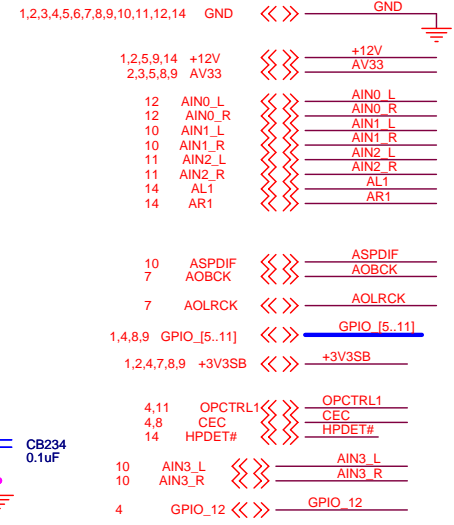 1,2,3,4,5,6,7,8,9,10,11,12,14 GND GND
1,2,5,9,14 +12V +12V
2,3,5,8,9 AV33 AV33
12 AIN0_L AIN0_L
12 AIN0_R AIN0_R
10 AIN1_L AIN1_L
10 AIN1_R AIN1_R
11 AIN2_L AIN2_L
11 AIN2_R AIN2_R
14 AL1 AL1
14 AR1 AR1
10 ASPDIF ASPDIF
7 AOBCK AOBCK
7 AOLRCK AOLRCK
1,4,8,9 GPIO_[5..11] GPIO_[5..11]
1,2,4,7,8,9 +3V3SB +3V3SB
4,11 OPCTRL1 OPCTRL1
4,8 CEC CEC
14 HPDET# HPDET#
CB234
0.1uF
10 AIN3_L AIN3_L
10 AIN3_R AIN3_R
4 GPIO_12 GPIO_12